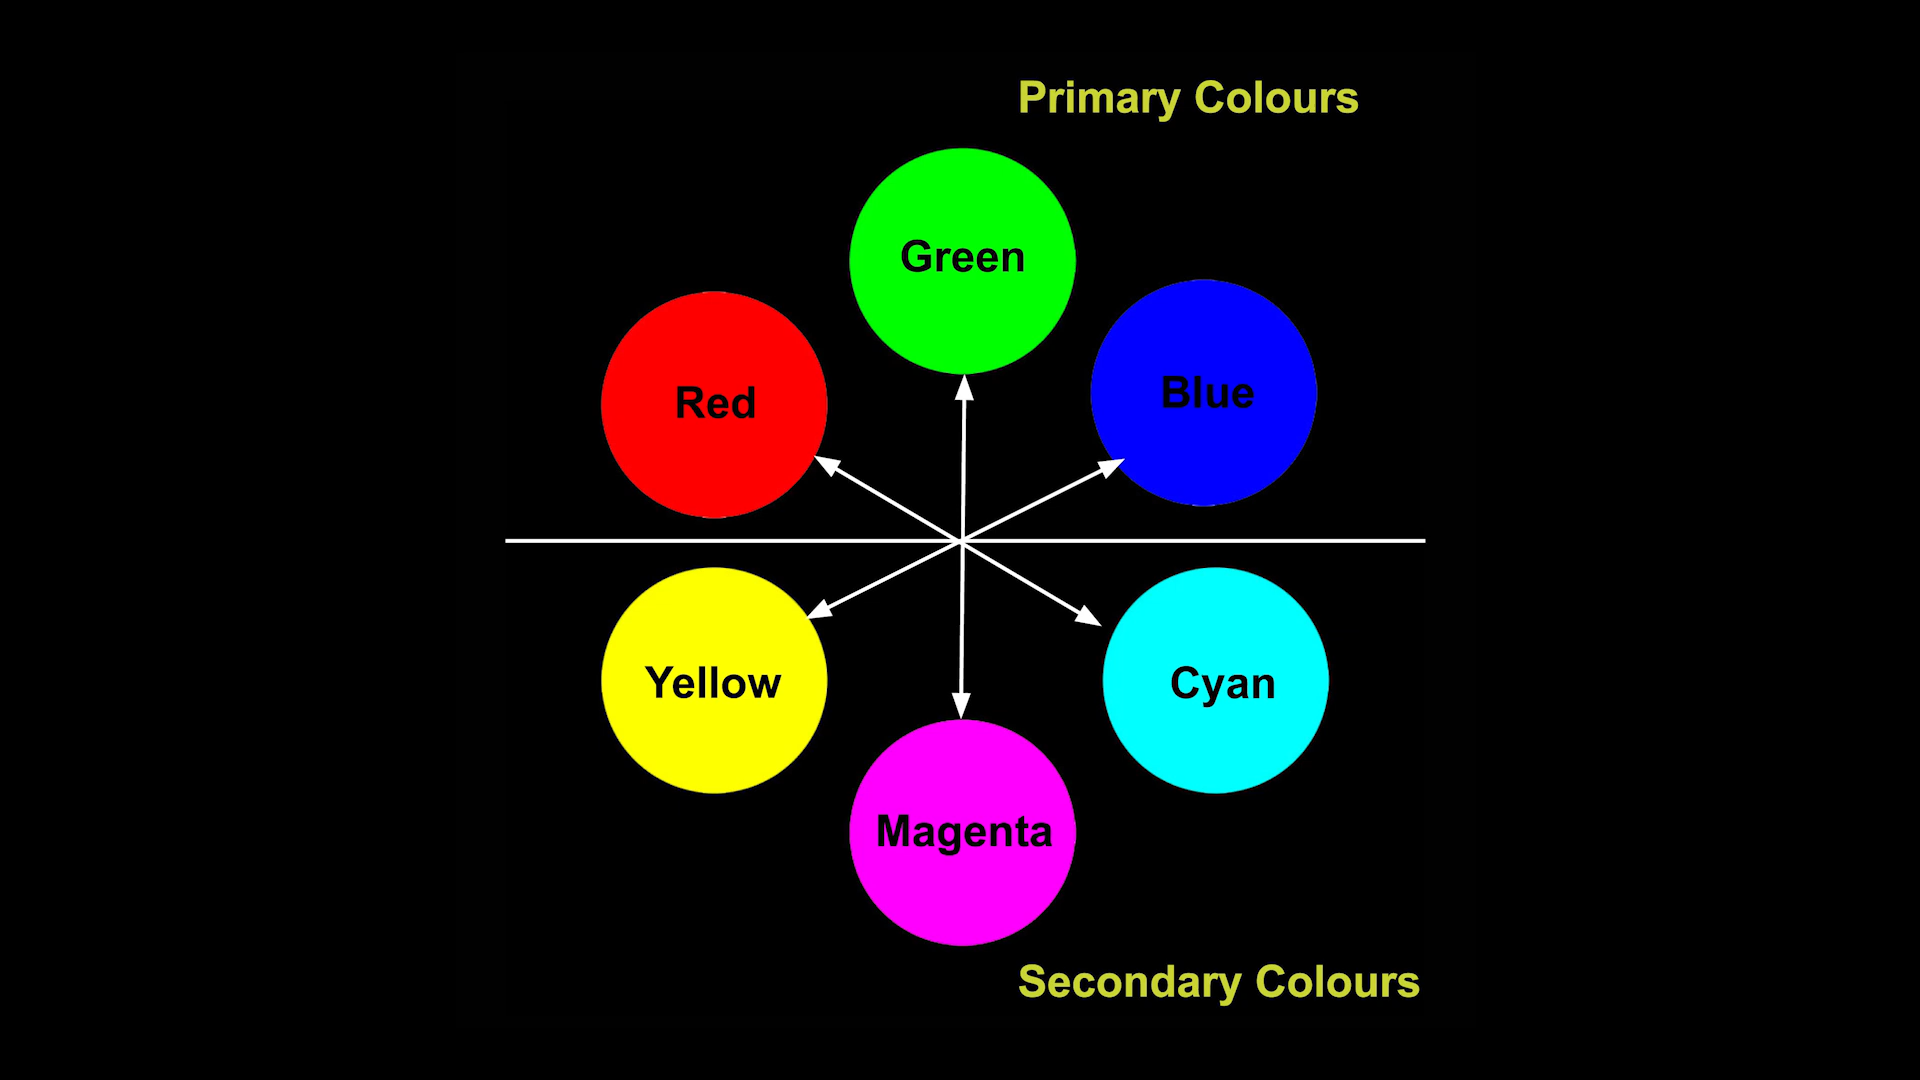 Primary Colours
Green
Red
Blue
Yellow
Cyan
Magenta
Secondary Colours